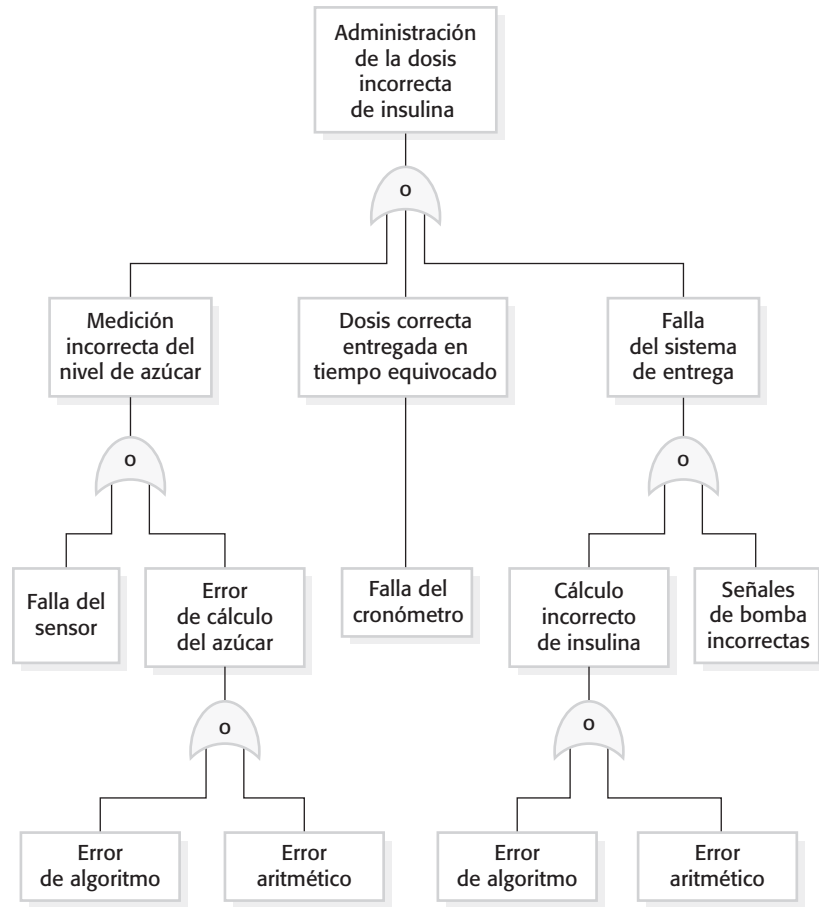 Administración
de la dosis
incorrecta
de insulina
o
Medición
incorrecta del
nivel de azúcar
Dosis correcta
entregada en
tiempo equivocado
Falla
del sistema
de entrega
o
o
Falla del
sensor
Error
de cálculo
del azúcar
Falla del
cronómetro
Cálculo
incorrecto
de insulina
Señales
de bomba
incorrectas
o
o
Error
de algoritmo
Error
aritmético
Error
de algoritmo
Error
aritmético